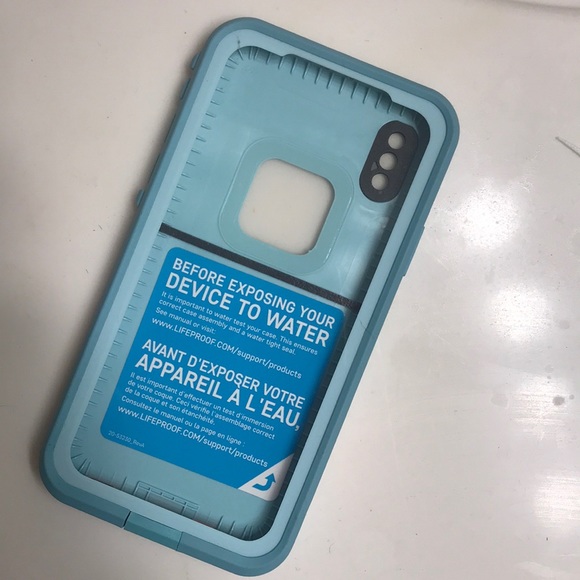 BEFORE EXPOSING YOUR
DEVICE TO WATER
It is important to water test your case. This ensures
correct case assembly and a water tight seal.
See manual or visit:
www.LIFEPROOF.COM/support/products
AVANT D'EXPOSER VOTRE
APPAREIL À L'EAU,
Il est important d'effectuer un test d'immersion
de votre coque. Ceci vérifie l'assemblage correct
de la coque et son étanchéité.
Consultez le manuel ou la page en ligne :
www.LIFEPROOF.COM/support/products